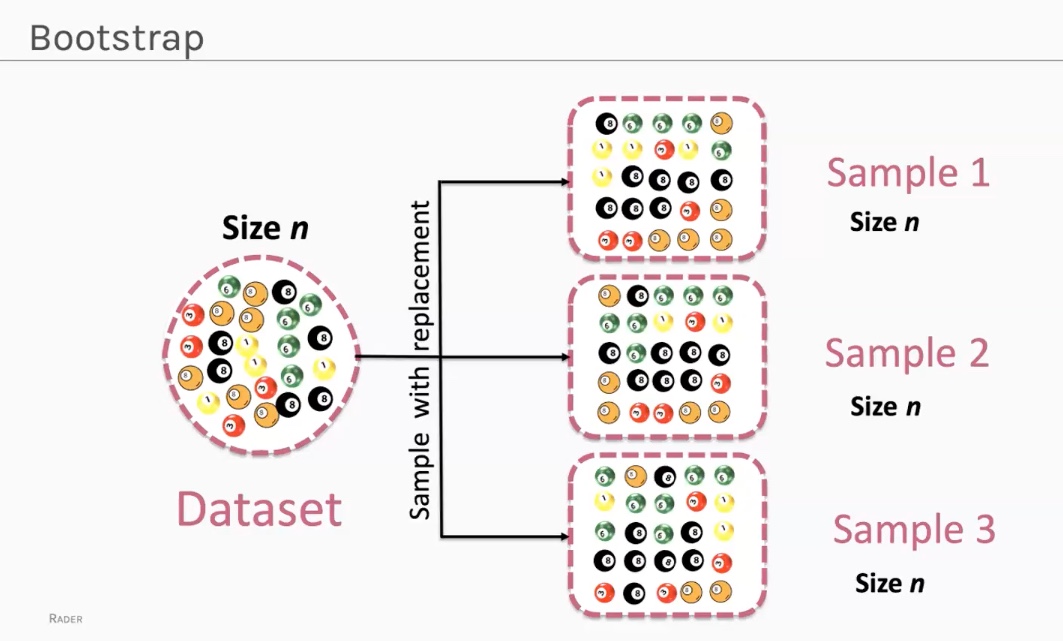 Bootstrap
Size n
Dataset
Sample with replacement
Sample 1
Size n
Sample 2
Size n
Sample 3
Size n
RADER